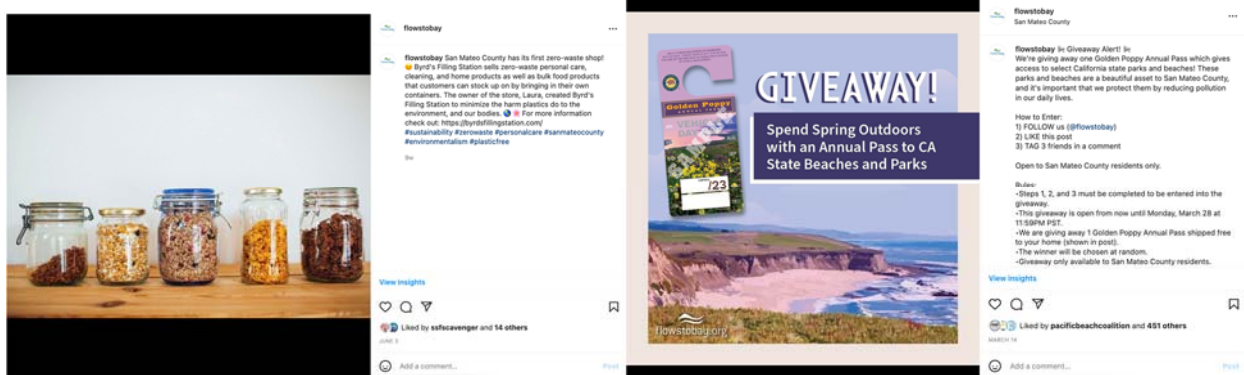 flowstobay
flowstobay San Mateo County has its first zero-waste shop!
Byrd's Filling Station sells zero-waste personal care,
cleaning, and home products as well as bulk food products
that customers can stock up on by bringing in their own
containers. The owner of the store, Laura, created Byrd's
Filling Station to minimize the harm plastics do to the
environment, and our bodies. 🌎 🌸 For more information
check out: https://byrdsfillingstation.com/
#sustainability #zerowaste #personalcare #sanmateocounty
#environmentalism #plasticfree
View Insights
Liked by ssfscavenger and 14 others
JUNE 3
Add a comment...
Post
GIVEAWAY!
Golden Poppy
VEHICLE
DAY
SAMPLE
/23
Spend Spring Outdoors
with an Annual Pass to CA
State Beaches and Parks
flowstobay.org
flowstobay
San Mateo County
flowstobay Giveaway Alert!
We're giving away one Golden Poppy Annual Pass which gives
access to select California state parks and beaches! These
parks and beaches are a beautiful asset to San Mateo County,
and it's important that we protect them by reducing pollution
in our daily lives.
How to Enter:
1) FOLLOW us (@flowstobay)
2) LIKE this post
3) TAG 3 friends in a comment
Open to San Mateo County residents only.
Rules:
-Steps 1, 2, and 3 must be completed to be entered into the
giveaway.
-This giveaway is open from now until Monday, March 28 at
11:59PM PST.
-We are giving away 1 Golden Poppy Annual Pass shipped free
to your home (shown in post).
-The winner will be chosen at random.
-Giveaway only available to San Mateo County residents.
View Insights
Liked by pacificbeachcoalition and 451 others
MARCH 14
Add a comment...
Post